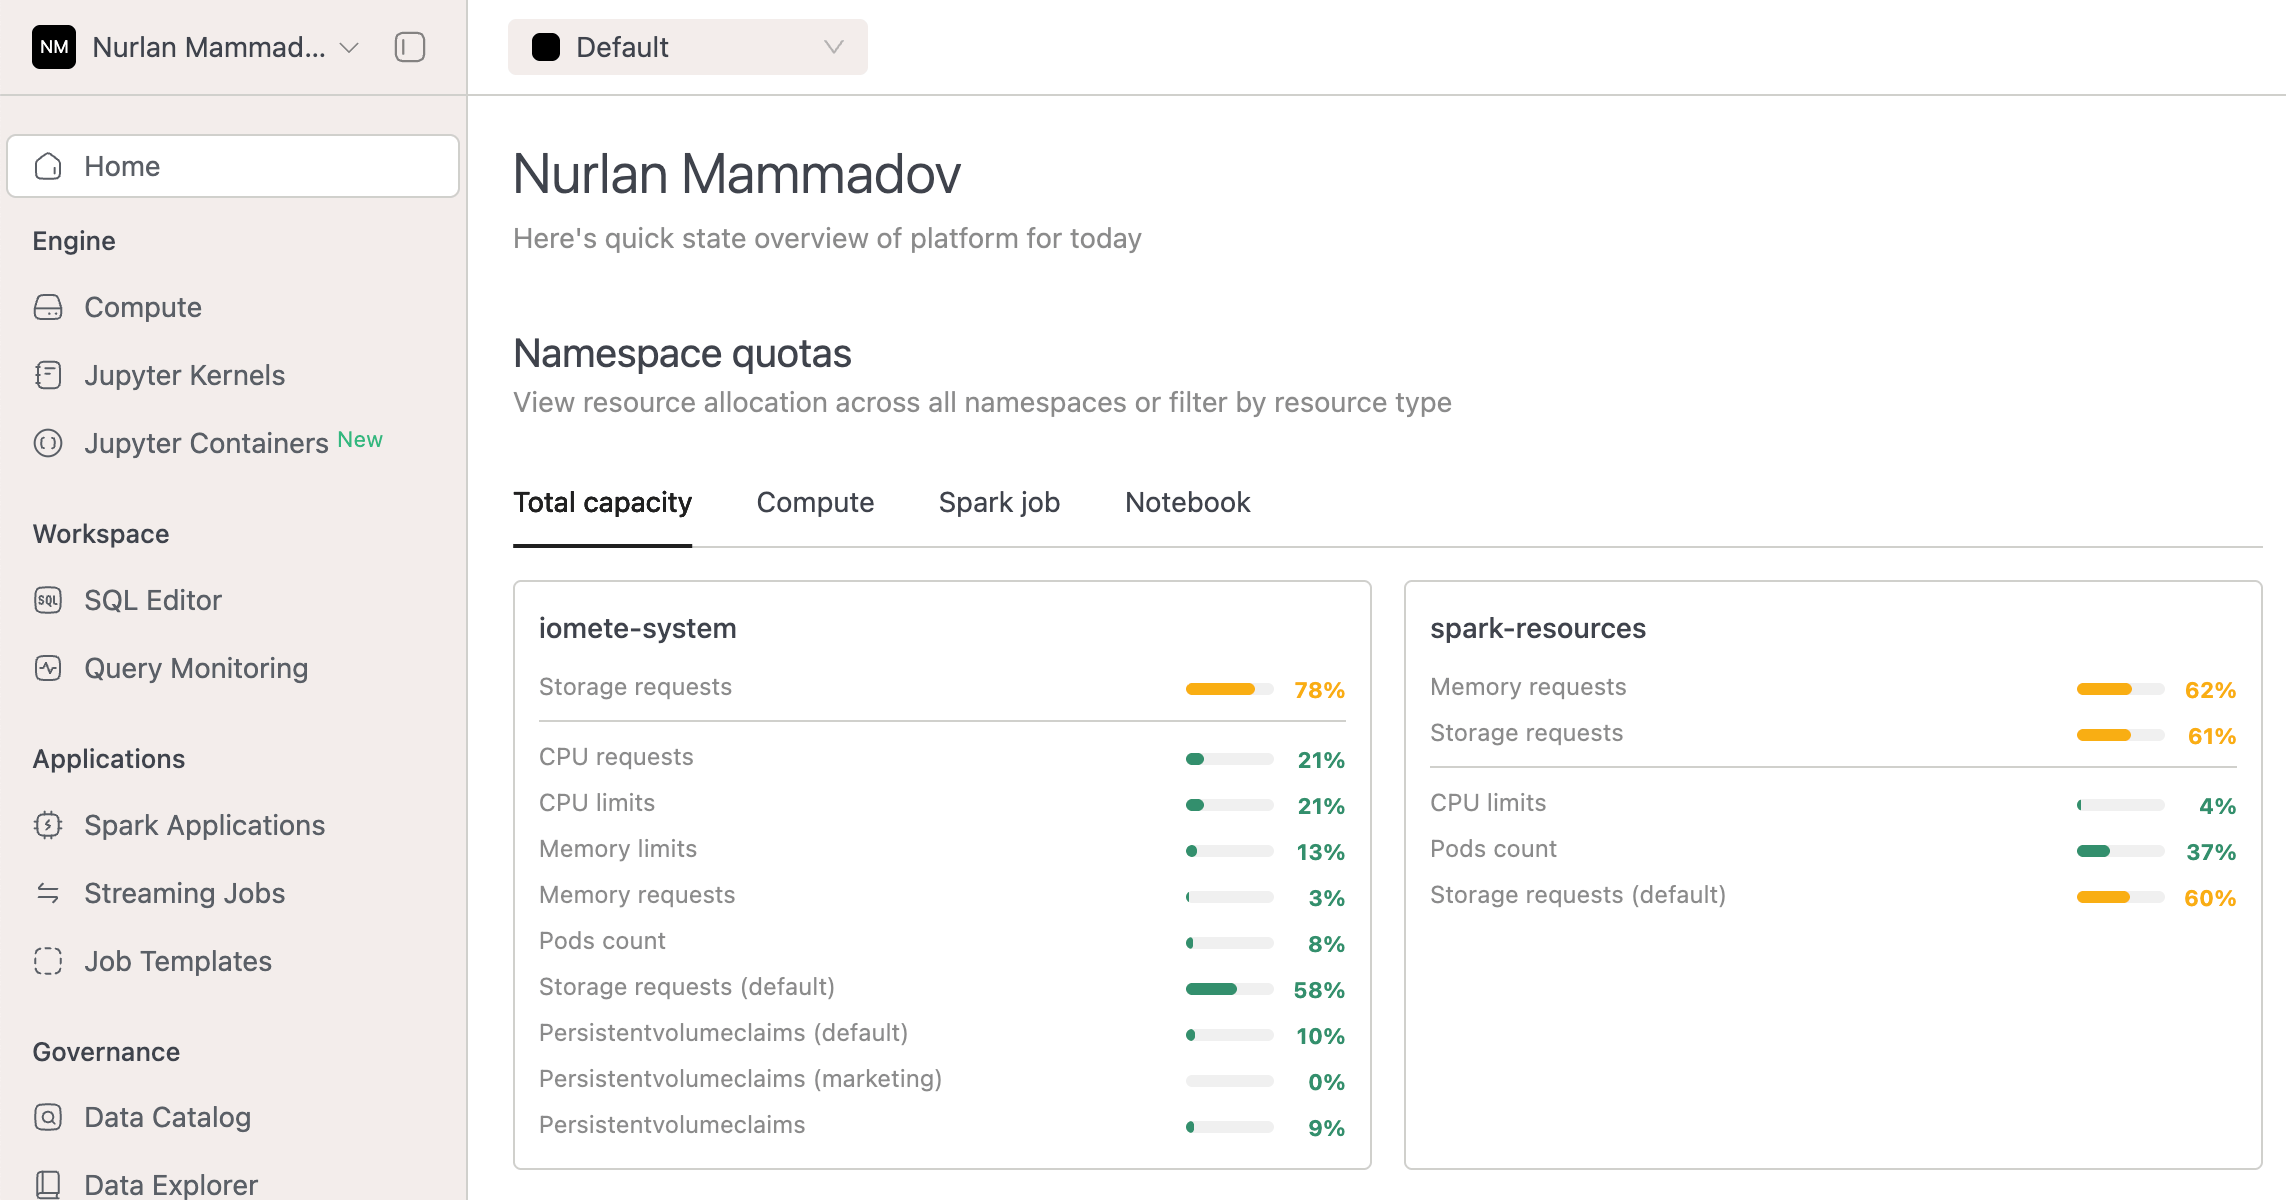 NM Nurlan Mammad...
Default
Home
Engine
Compute
Jupyter Kernels
Jupyter Containers New
Workspace
SQL Editor
Query Monitoring
Applications
Spark Applications
Streaming Jobs
Job Templates
Governance
Data Catalog
Data Explorer
Nurlan Mammadov
Here's quick state overview of platform for today
Namespace quotas
View resource allocation across all namespaces or filter by resource type
Total capacity Compute Spark job Notebook
iomete-system
Storage requests 78%
CPU requests 21%
CPU limits 21%
Memory limits 13%
Memory requests 3%
Pods count 8%
Storage requests (default) 58%
Persistentvolumeclaims (default) 10%
Persistentvolumeclaims (marketing) 0%
Persistentvolumeclaims 9%
spark-resources
Memory requests 62%
Storage requests 61%
CPU limits 4%
Pods count 37%
Storage requests (default) 60%